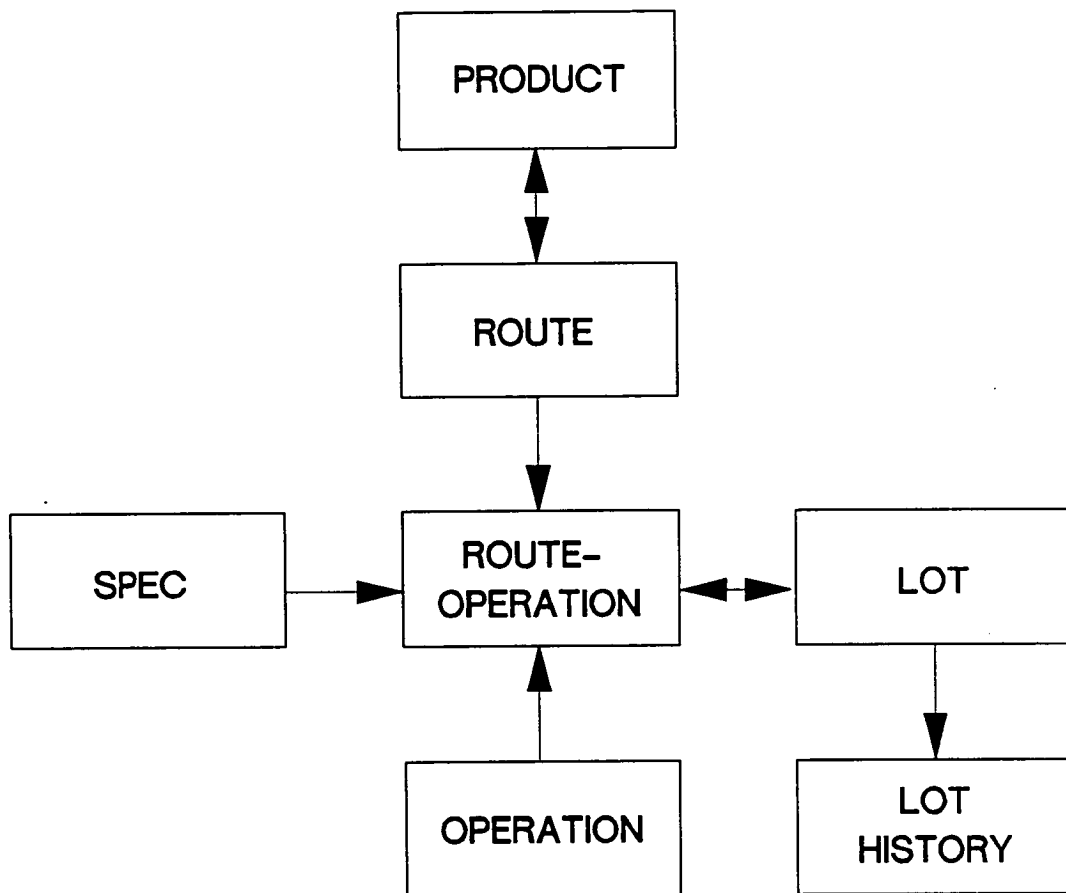 PRODUCT
ROUTE
SPEC
ROUTE-
OPERATION
LOT
OPERATION
LOT
HISTORY